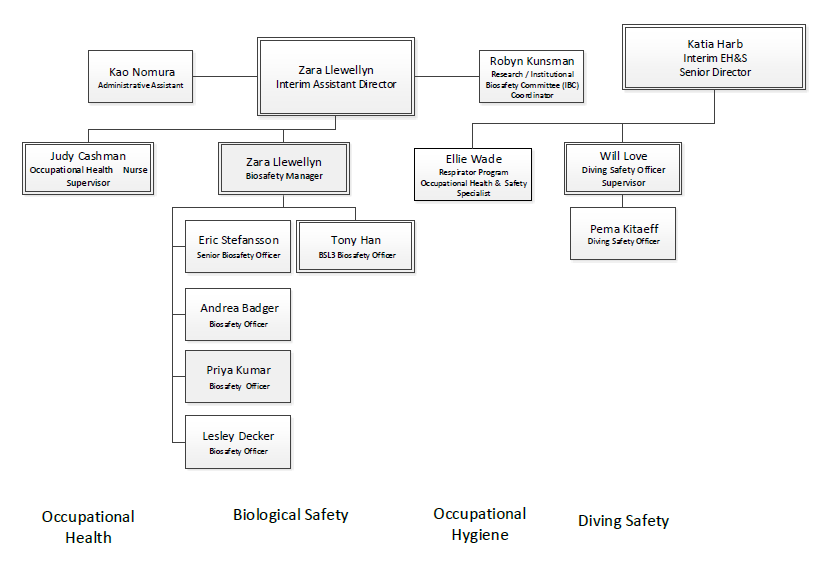 Kao Nomura
Administrative Assistant
Zara Llewellyn
Interim Assistant Director
Robyn Kunsman
Research / Institutional
Biosafety Committee (IBC)
Coordinator
Katia Harb
Interim EH&S
Senior Director
Judy Cashman
Occupational Health Nurse
Supervisor
Zara Llewellyn
Biosafety Manager
Ellie Wade
Respirator Program
Occupational Health & Safety
Specialist
Will Love
Diving Safety Officer
Supervisor
Eric Stefansson
Senior Biosafety Officer
Tony Han
BSL3 Biosafety Officer
Pema Kitaeff
Diving Safety Officer
Andrea Badger
Biosafety Officer
Priya Kumar
Biosafety Officer
Lesley Decker
Biosafety Officer
Occupational
Health
Biological Safety
Occupational
Hygiene
Diving Safety